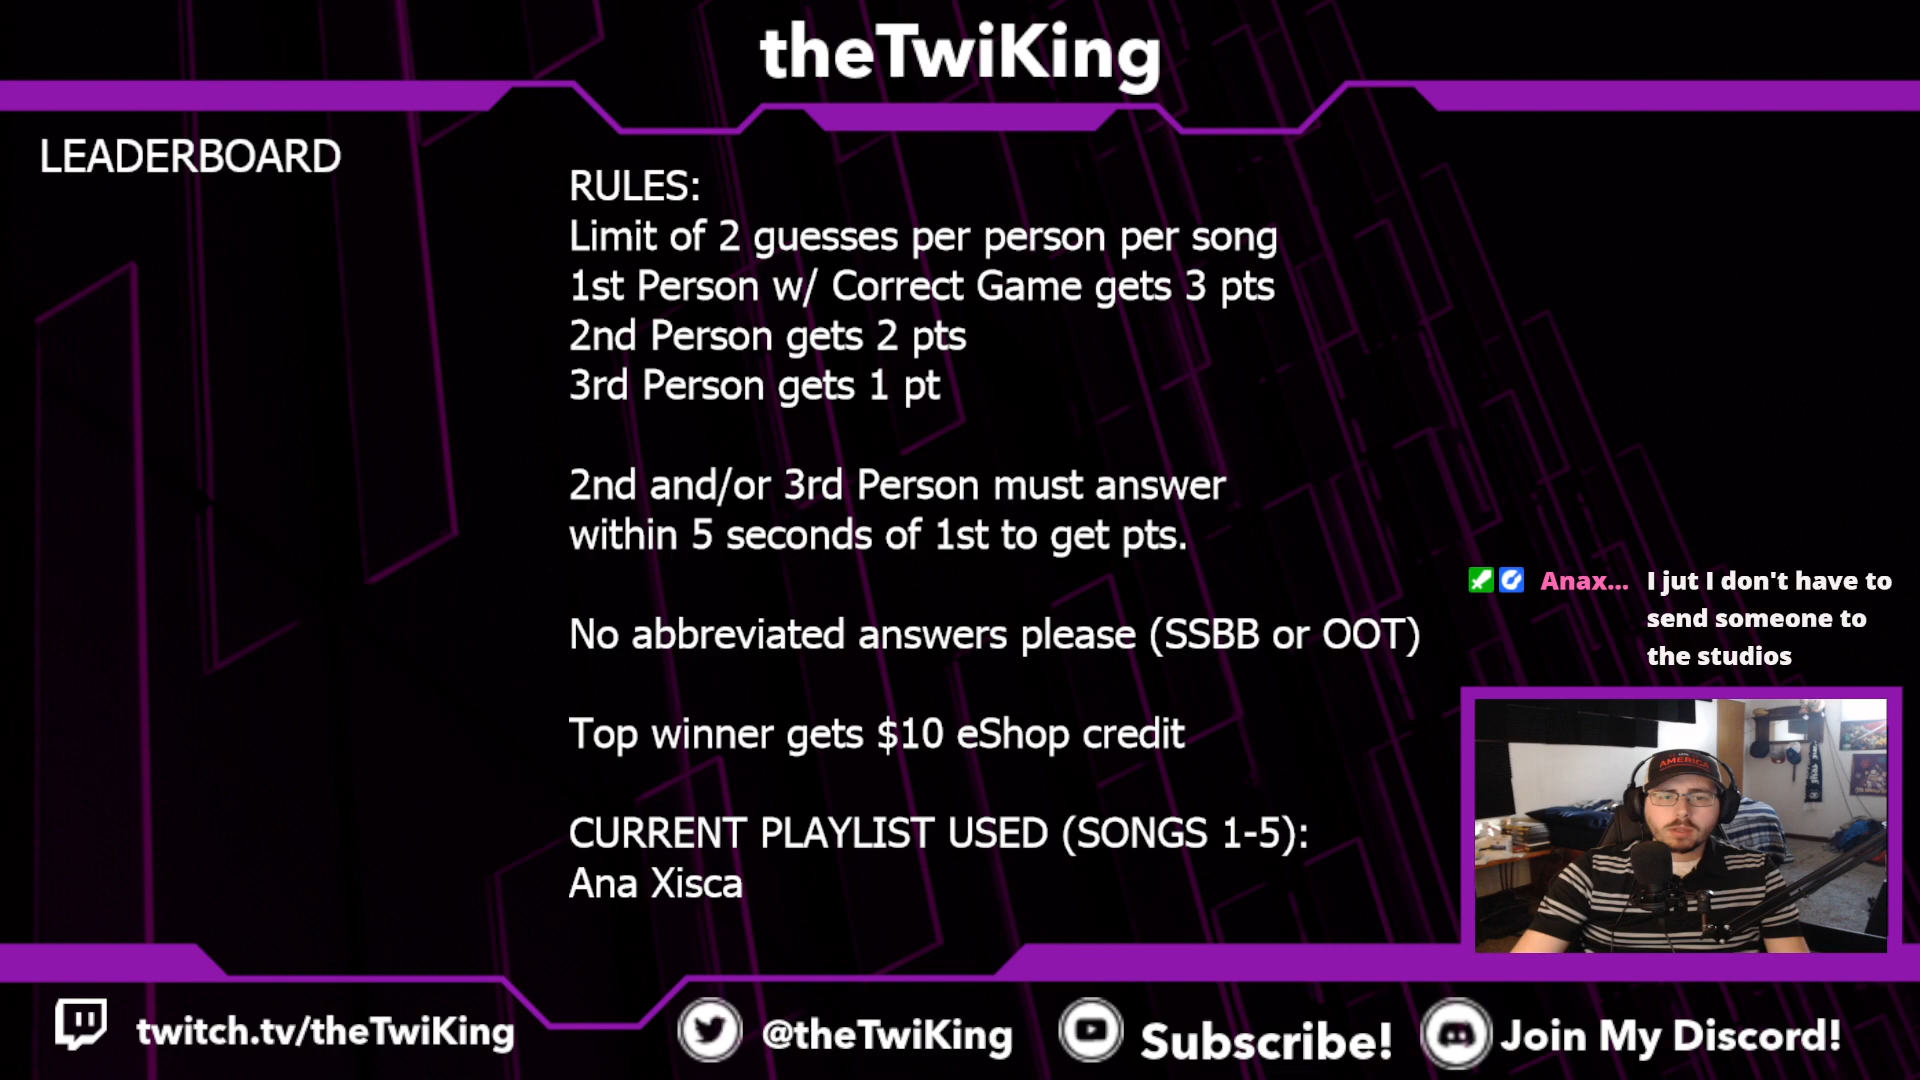 theTwiKing
LEADERBOARD
RULES:
Limit of 2 guesses per person per song
1st Person w/ Correct Game gets 3 pts
2nd Person gets 2 pts
3rd Person gets 1 pt
2nd and/or 3rd Person must answer
within 5 seconds of 1st to get pts.
No abbreviated answers please (SSBB or OOT)
Top winner gets $10 eShop credit
CURRENT PLAYLIST USED (SONGS 1-5):
Ana Xisca
Anax... I jut I don't have to
send someone to
the studios
AMERICA
twitch.tv/theTwiKing
@theTwiKing
Subscribe!
Join My Discord!